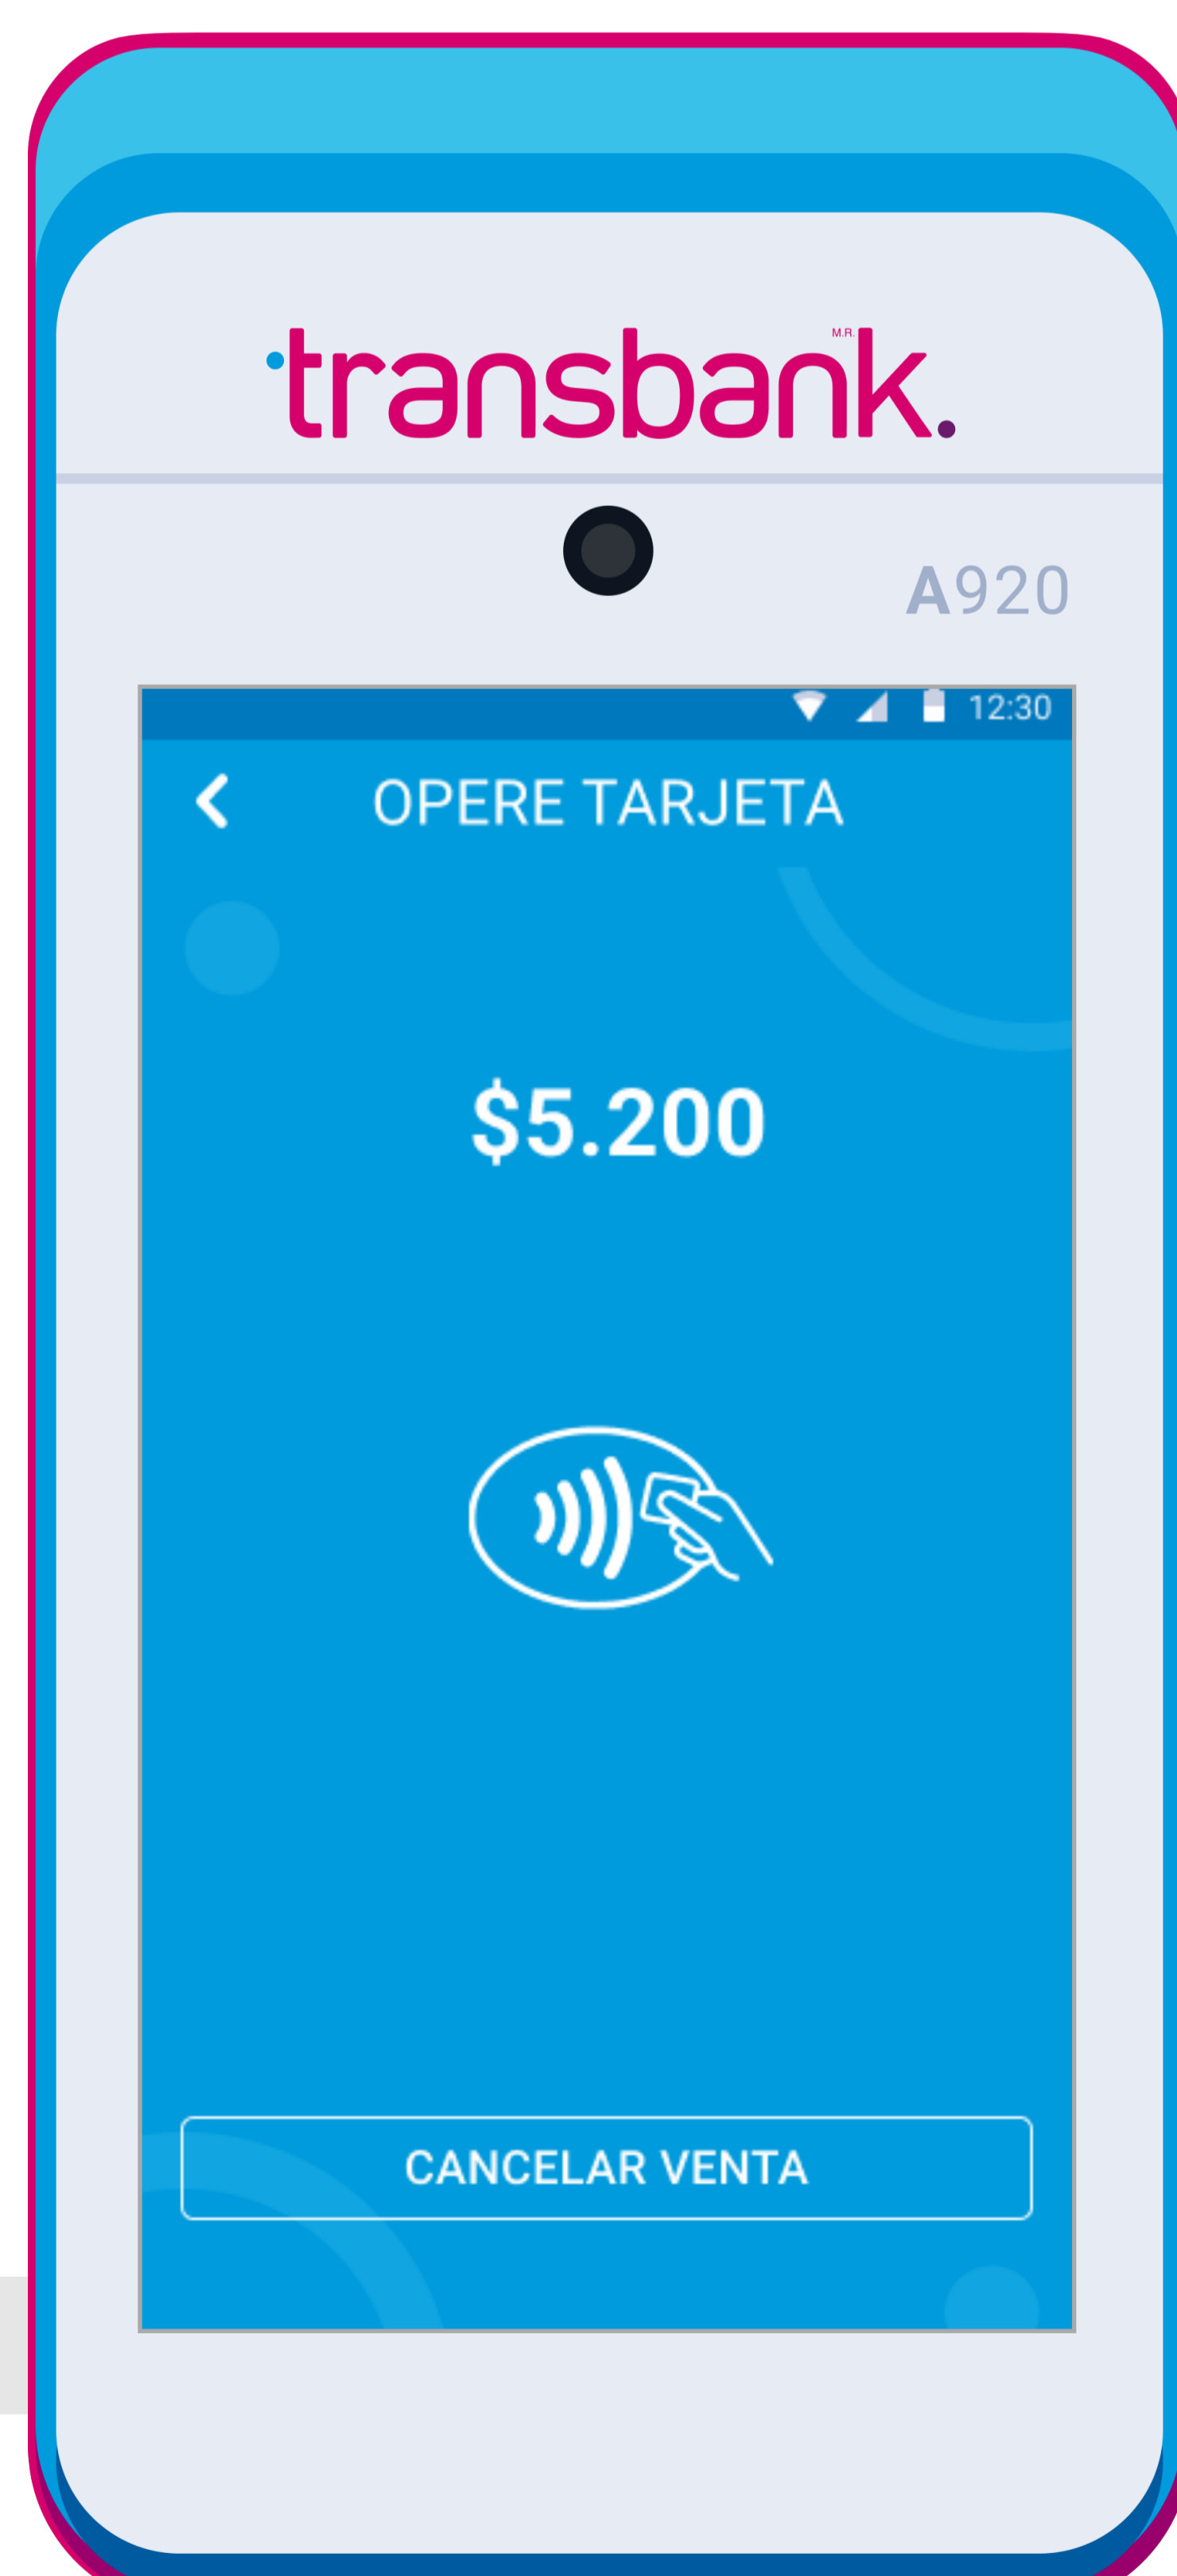 transbank.
M.R.
A920
12:30
OPERE TARJETA
$5.200
CANCELAR VENTA